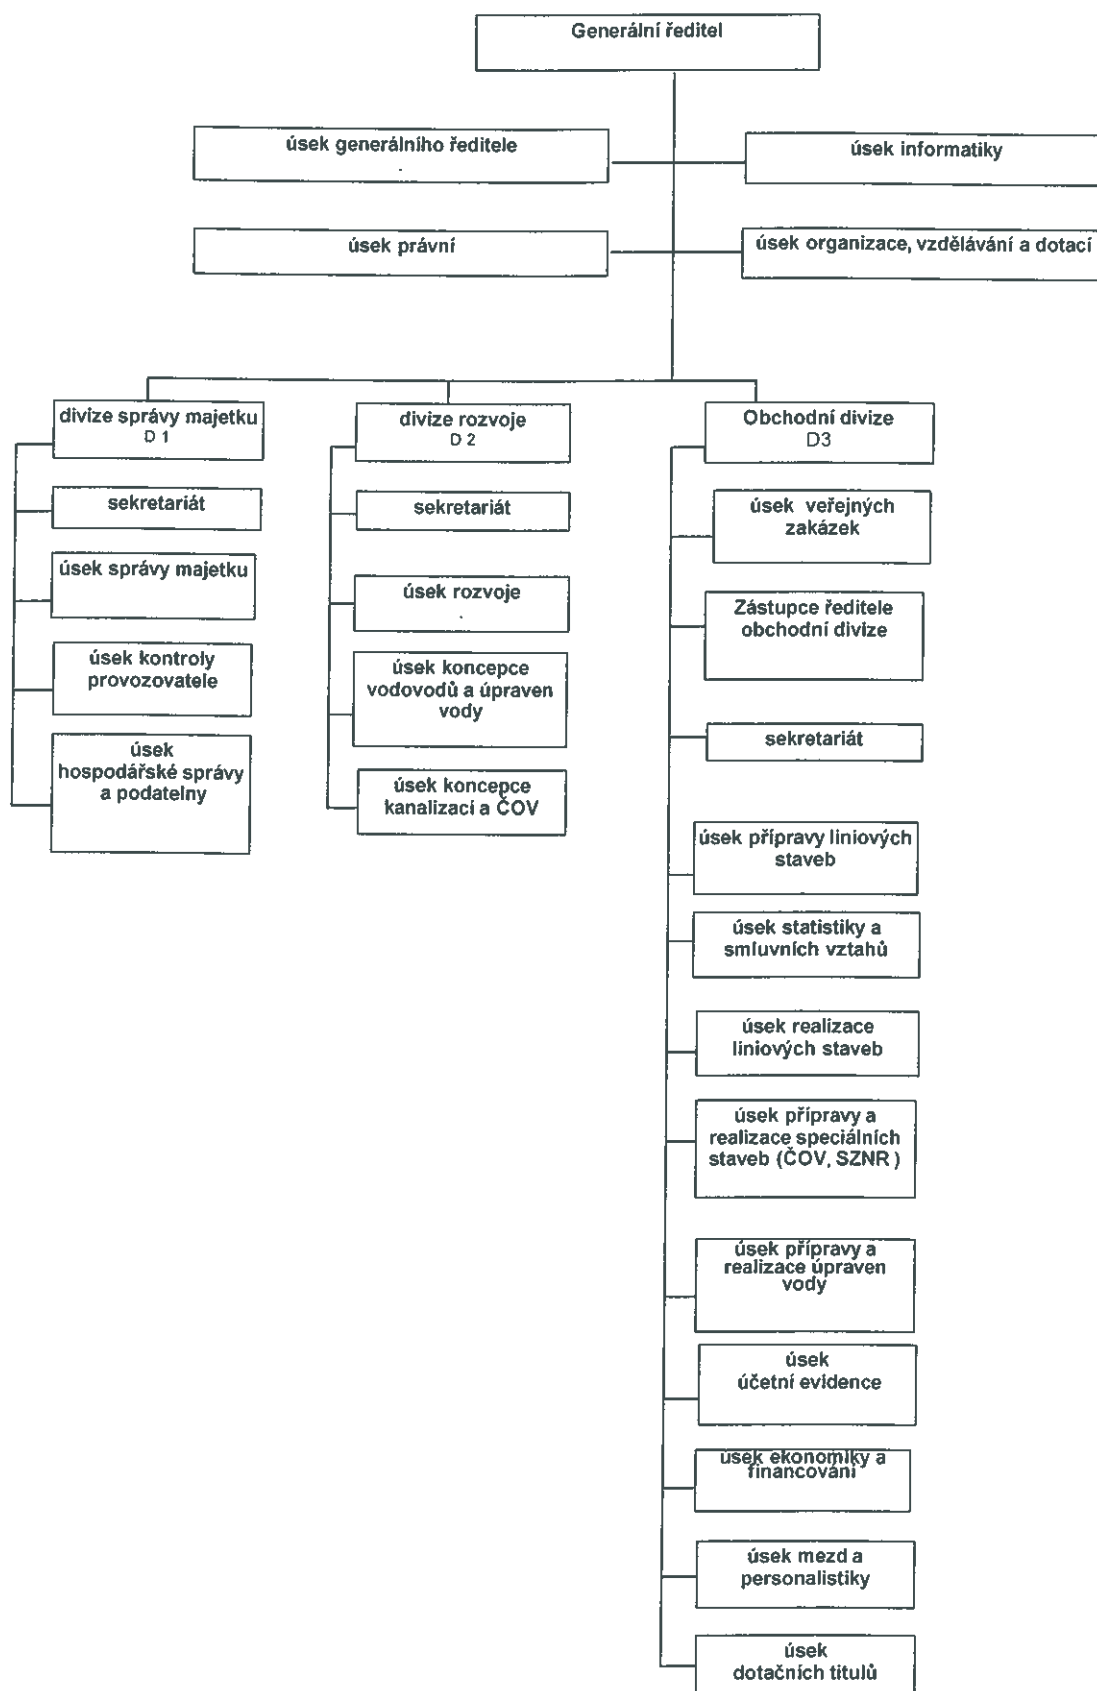 Generální ředitel
úsek generálního ředitele
úsek informatiky
úsek právní
úsek organizace, vzdělávání a dotací
divize správy majetku
D 1
sekretariát
úsek správy majetku
úsek kontroly
provozovatele
úsek
hospodářské správy
a podatelny
divize rozvoje
D 2
sekretariát
úsek rozvoje
úsek koncepce
vodovodů a úpraven
vody
úsek koncepce
kanalizací a ČOV
Obchodní divize
D3
úsek veřejných
zakázek
Zástupce ředitele
obchodní divize
sekretariát
úsek přípravy liniových
staveb
úsek statistiky a
smluvních vztahů
úsek realizace
liniových staveb
úsek přípravy a
realizace speciálních
staveb (ČOV, SZNR )
úsek přípravy a
realizace úpraven
vody
úsek
účetní evidence
úsek ekonomiky a
financování
úsek mezd a
personalistiky
úsek
dotačních titulů